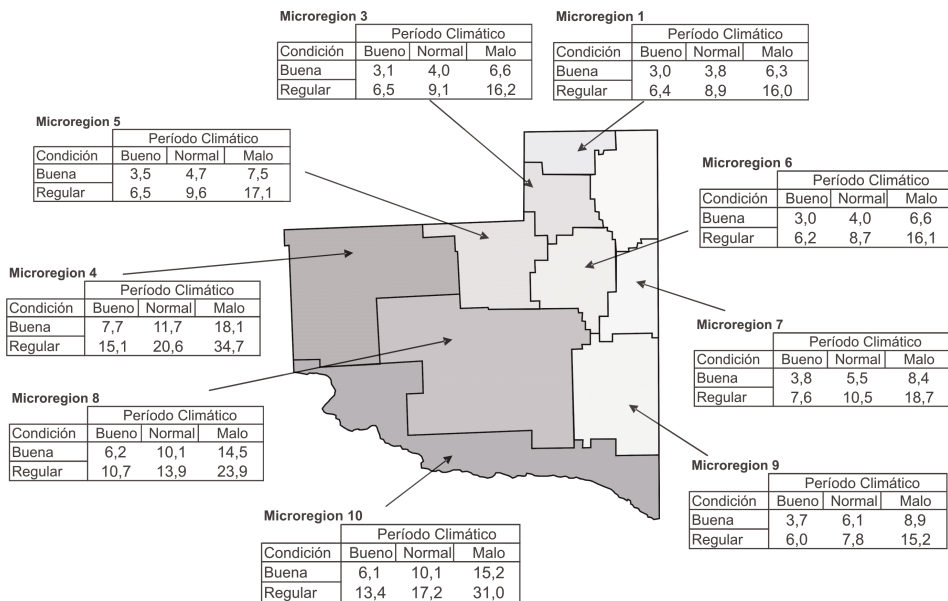 Microregion 3
Período Climático
Condición Bueno Normal Malo
Buena 3,1 4,0 6,6
Regular 6,5 9,1 16,2
Microregion 1
Período Climático
Condición Bueno Normal Malo
Buena 3,0 3,8 6,3
Regular 6,4 8,9 16,0
Microregion 5
Período Climático
Condición Bueno Normal Malo
Buena 3,5 4,7 7,5
Regular 6,5 9,6 17,1
Microregion 6
Período Climático
Condición Bueno Normal Malo
Buena 3,0 4,0 6,6
Regular 6,2 8,7 16,1
Microregion 4
Período Climático
Condición Bueno Normal Malo
Buena 7,7 11,7 18,1
Regular 15,1 20,6 34,7
Microregion 7
Período Climático
Condición Bueno Normal Malo
Buena 3,8 5,5 8,4
Regular 7,6 10,5 18,7
Microregion 8
Período Climático
Condición Bueno Normal Malo
Buena 6,2 10,1 14,5
Regular 10,7 13,9 23,9
Microregion 9
Período Climático
Condición Bueno Normal Malo
Buena 3,7 6,1 8,9
Regular 6,0 7,8 15,2
Microregion 10
Período Climático
Condición Bueno Normal Malo
Buena 6,1 10,1 15,2
Regular 13,4 17,2 31,0